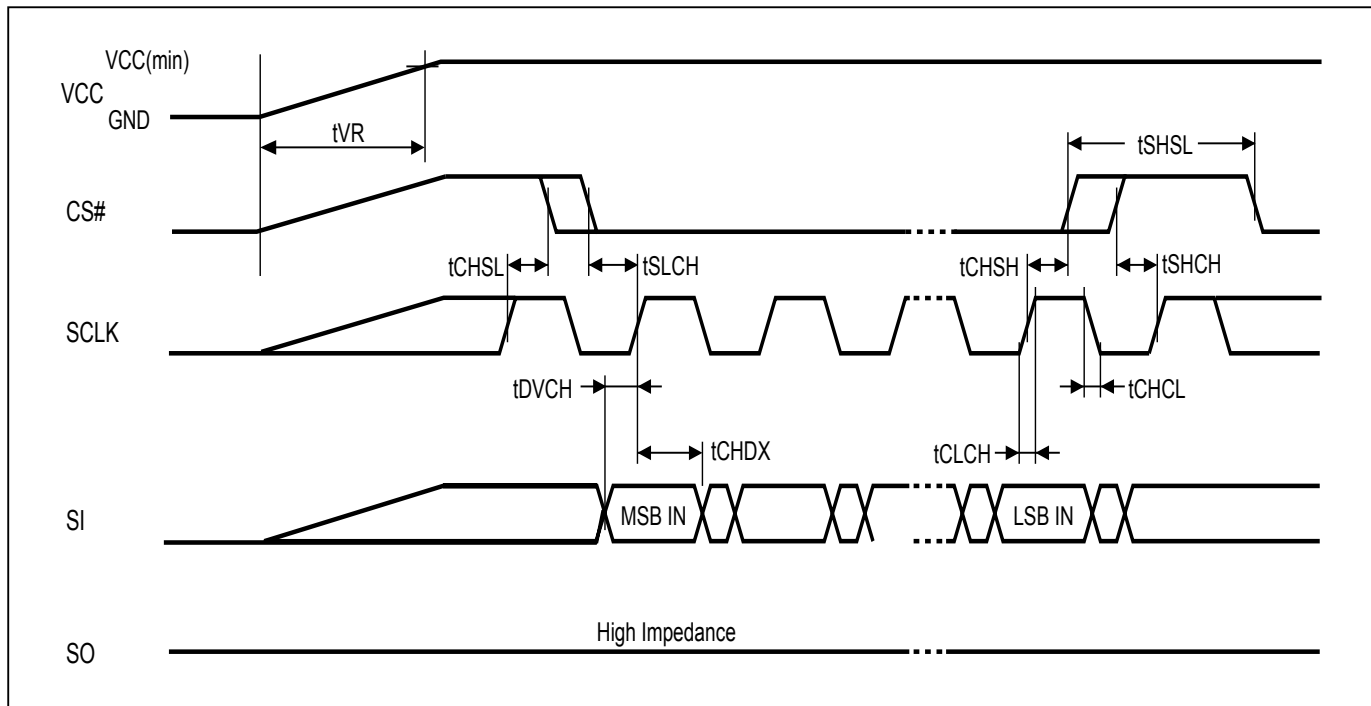 VCC(min)
VCC
GND
tVR
tSHSL
CS#
tCHSL
tSLCH
tCHSH
tSHCH
SCLK
tDVCH
tCHCL
tCHDX
tCLCH
SI
MSB IN
LSB IN
High Impedance
SO